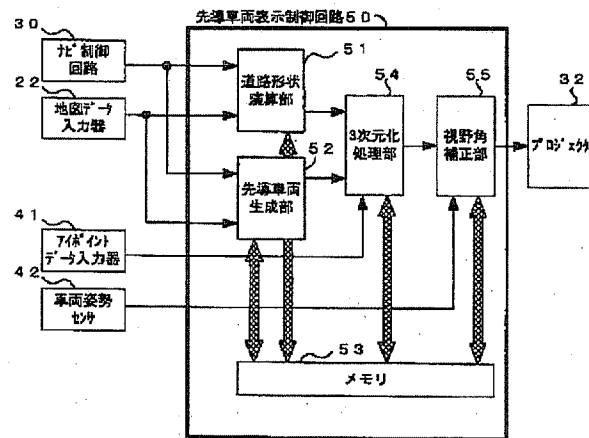 先導車両表示制御回路50
30
ナビ制御
回路
22
地図データ
入力器
41
アイポイント
データ入力器
42
車両姿勢
センサ
51
道路形状
演算部
52
先導車両
生成部
54
3次元化
処理部
55
視野角
補正部
32
プロジェクタ
53
メモリ